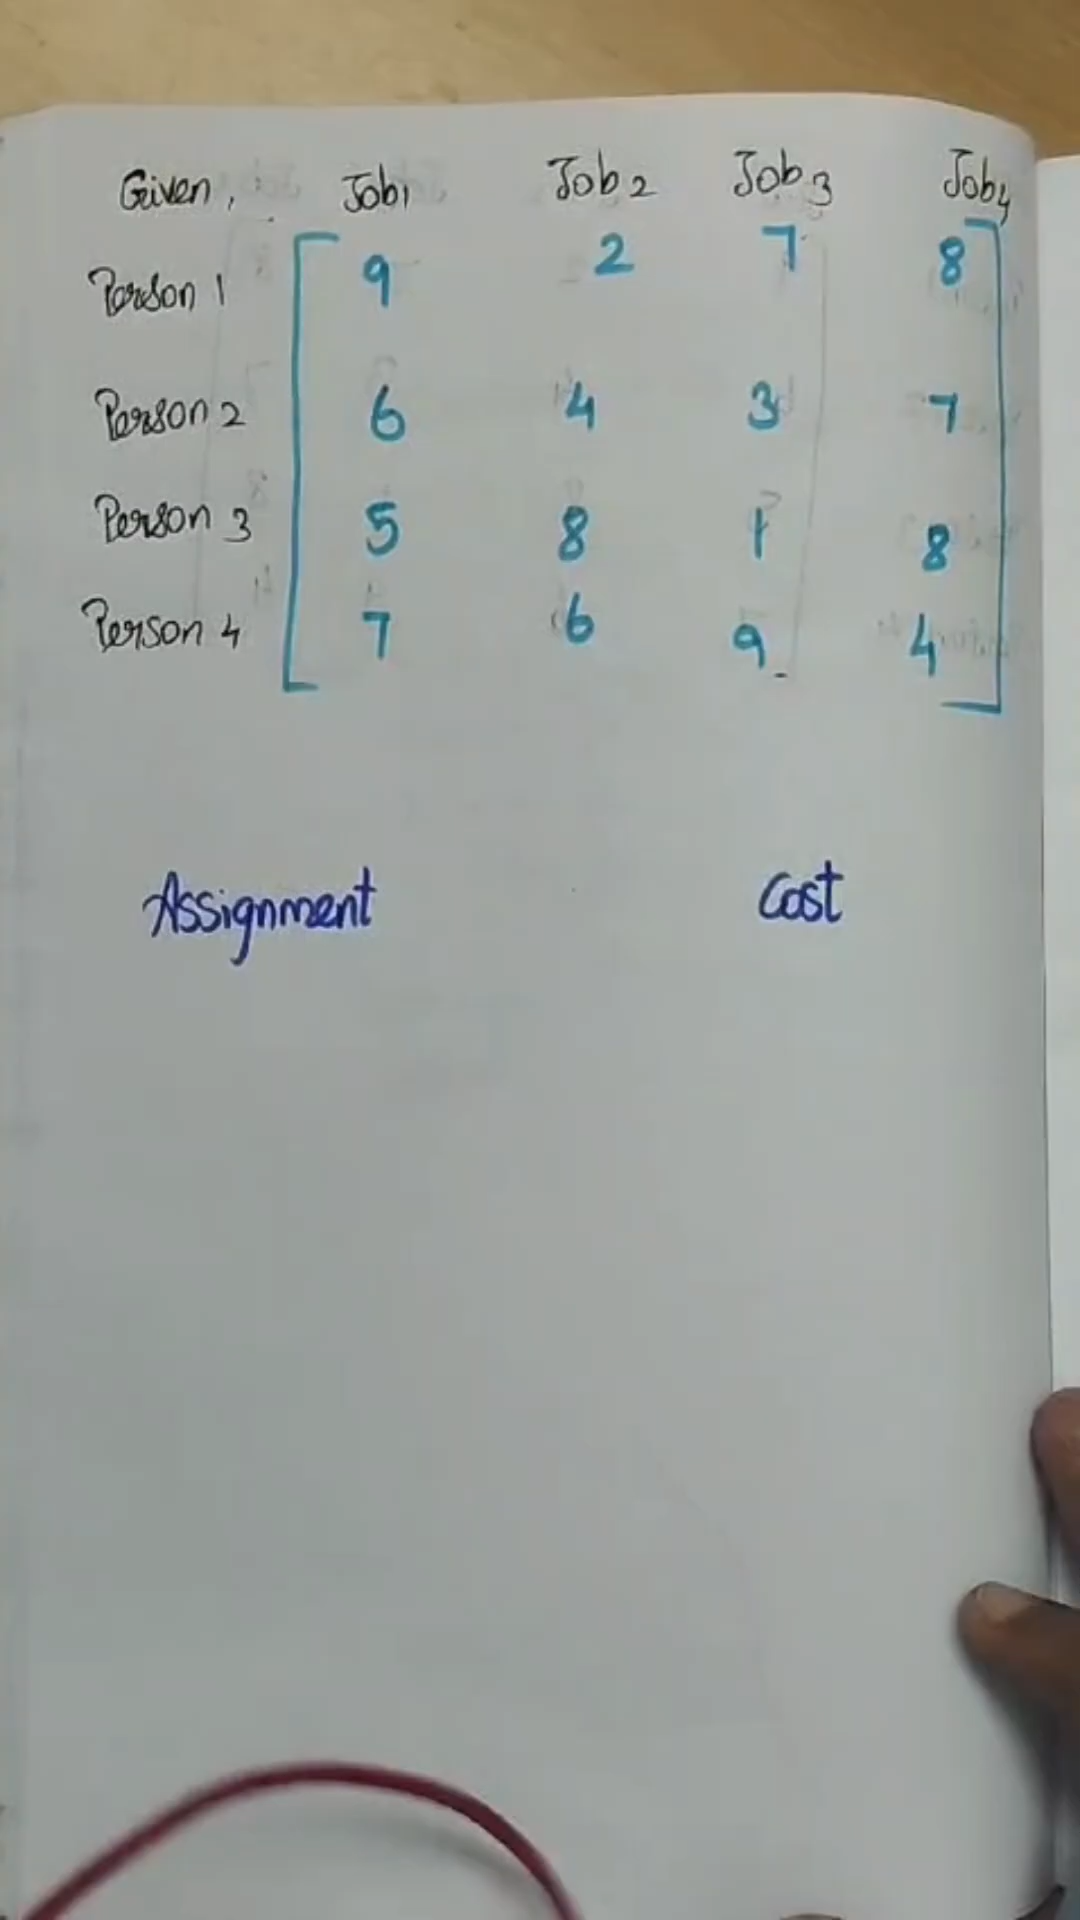 Given, Job1 Job2 Job3 Job4
Person 1 9 2 7 8
Person 2 6 4 3 7
Person 3 5 8 1 8
Person 4 7 6 9 4
Assignment Cost